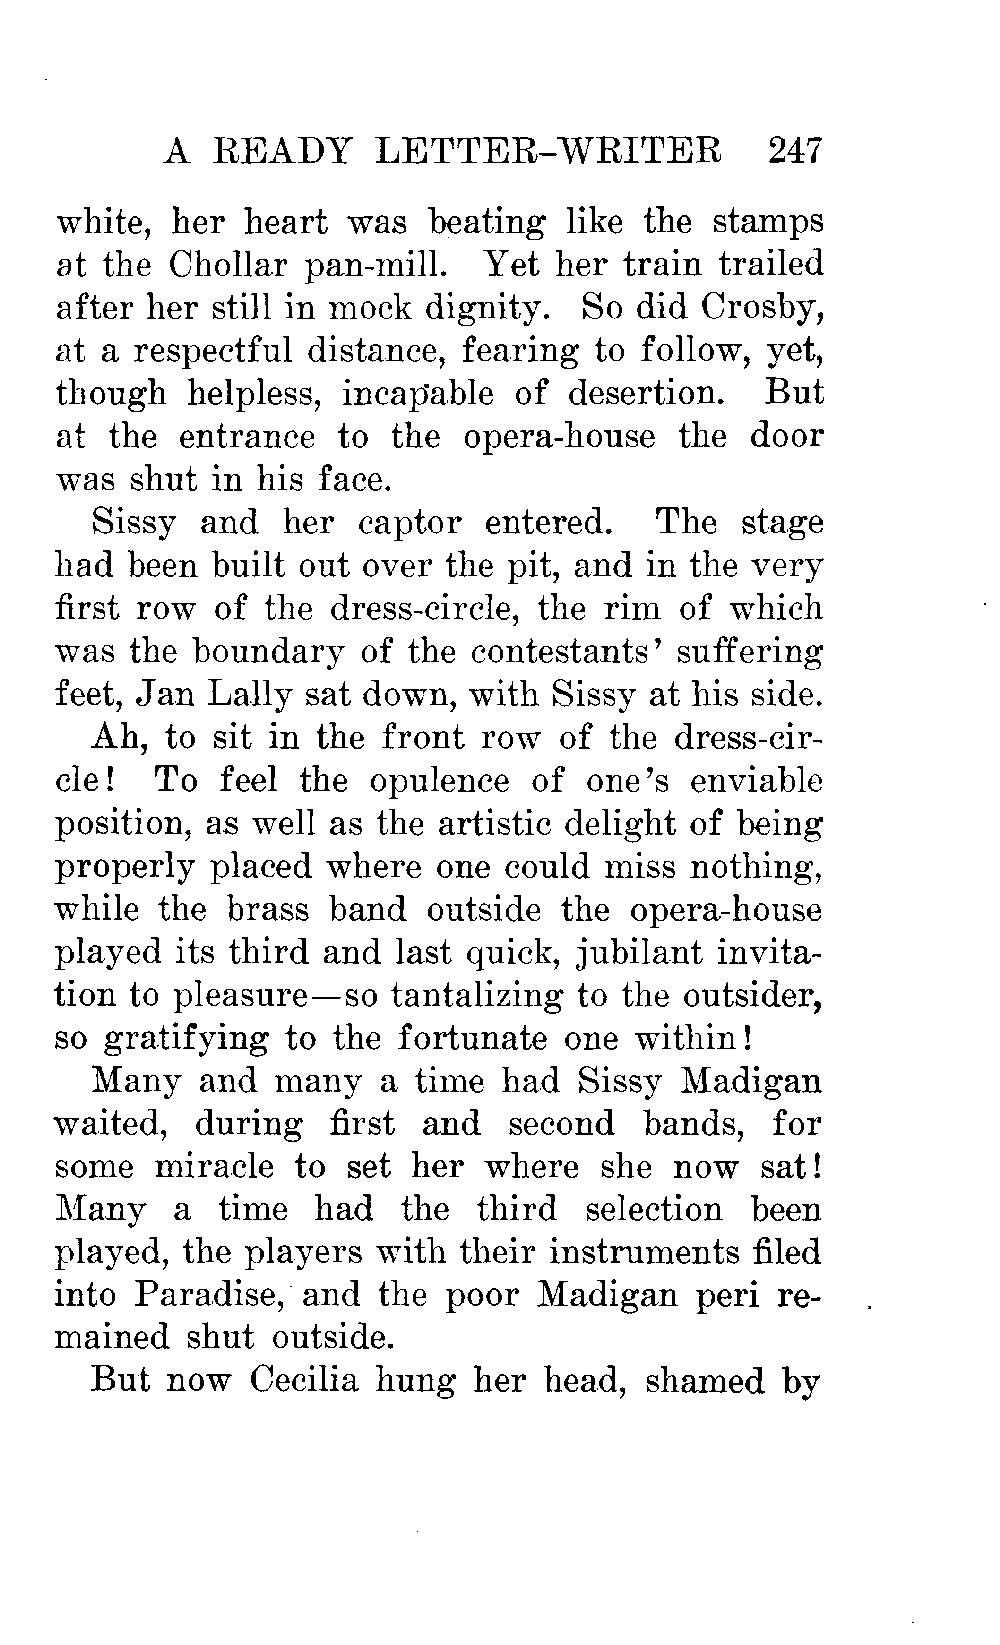 A READY LETTER-WRITER 247
white, her heart was beating like the stamps
at the Chollar pan-mill. Yet her train trailed
after her still in mock dignity. So did Crosby,
at a respectful distance, fearing to follow, yet,
though helpless, incapable of desertion. But
at the entrance to the opera-house the door
was shut in his face.
Sissy and her captor entered. The stage
had been built out over the pit, and in the very
first row of the dress-circle, the rim of which
was the boundary of the contestants' suffering
feet, Jan Lally sat down, with Sissy at his side.
Ah, to sit in the front row of the dress-cir-
cle! To feel the opulence of one's enviable
position, as well as the artistic delight of being
properly placed where one could miss nothing,
while the brass band outside the opera-house
played its third and last quick, jubilant invita-
tion to pleasure—so tantalizing to the outsider,
so gratifying to the fortunate one within!
Many and many a time had Sissy Madigan
waited, during first and second bands, for
some miracle to set her where she now sat!
Many a time had the third selection been
played, the players with their instruments filed
into Paradise, and the poor Madigan peri re-
mained shut outside.
But now Cecilia hung her head, shamed by